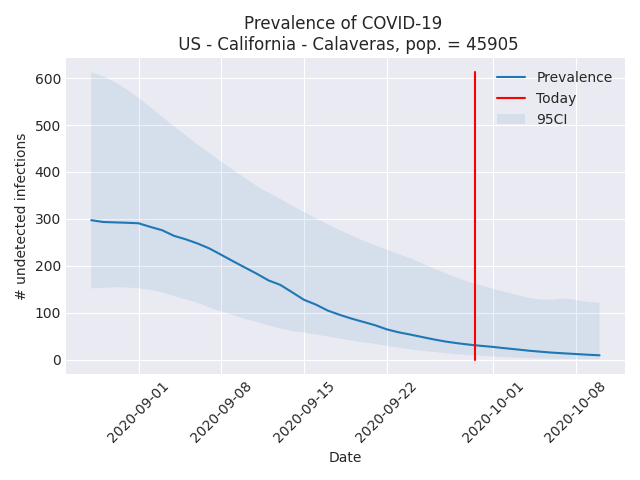 Prevalence of COVID-19
US - California - Calaveras, pop. = 45905
Prevalence
Today
95CI
600
500
400
300
200
100
0
# undetected infections
2020-09-01
2020-09-08
2020-09-15
2020-09-22
2020-10-01
2020-10-08
Date